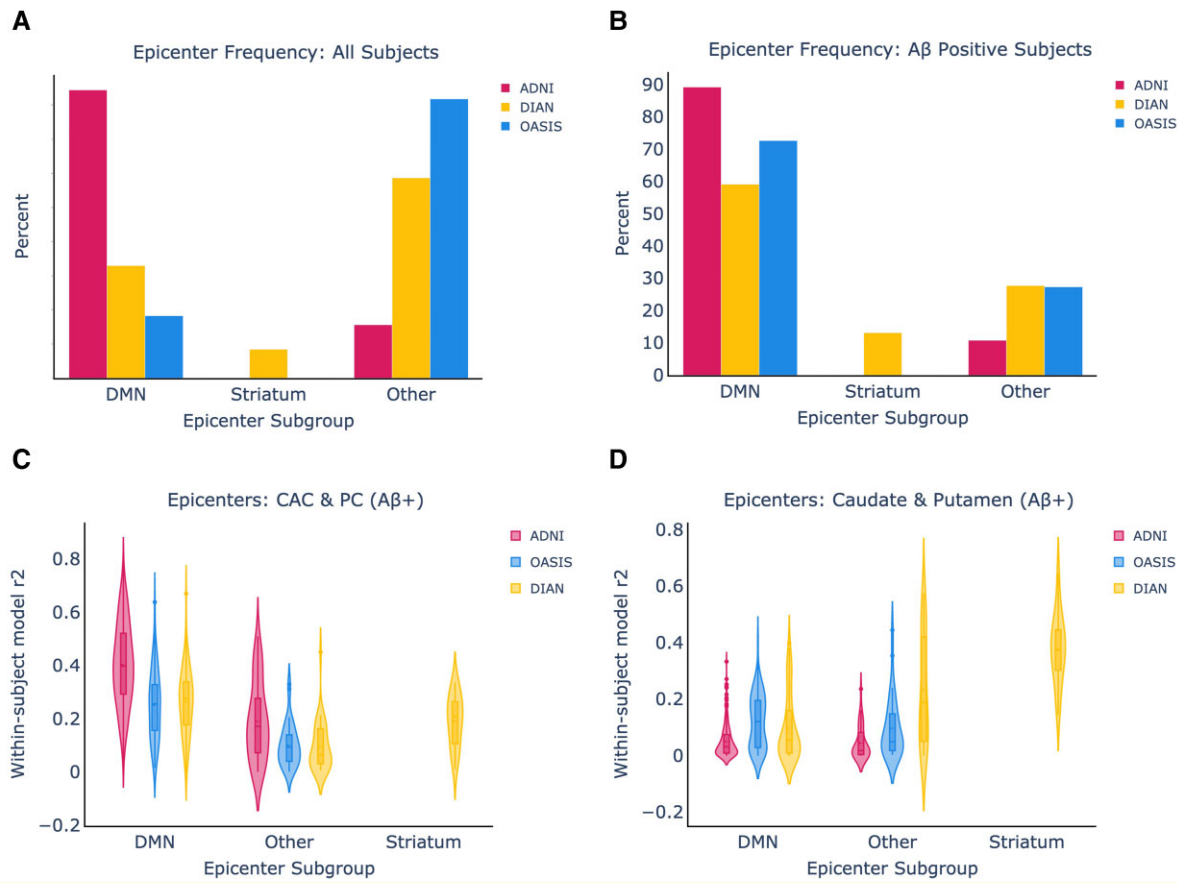 A
Epicenter Frequency: All Subjects
Percent
DMN
Striatum
Other
Epicenter Subgroup
ADNI
DIAN
OASIS
B
Epicenter Frequency: Aβ Positive Subjects
Percent
90
80
70
60
50
40
30
20
10
0
DMN
Striatum
Other
Epicenter Subgroup
ADNI
DIAN
OASIS
C
Epicenters: CAC & PC (Aβ+)
Within-subject model r2
0.8
0.6
0.4
0.2
0
−0.2
DMN
Other
Striatum
Epicenter Subgroup
ADNI
OASIS
DIAN
D
Epicenters: Caudate & Putamen (Aβ+)
Within-subject model r2
0.8
0.6
0.4
0.2
0
−0.2
DMN
Other
Striatum
Epicenter Subgroup
ADNI
OASIS
DIAN